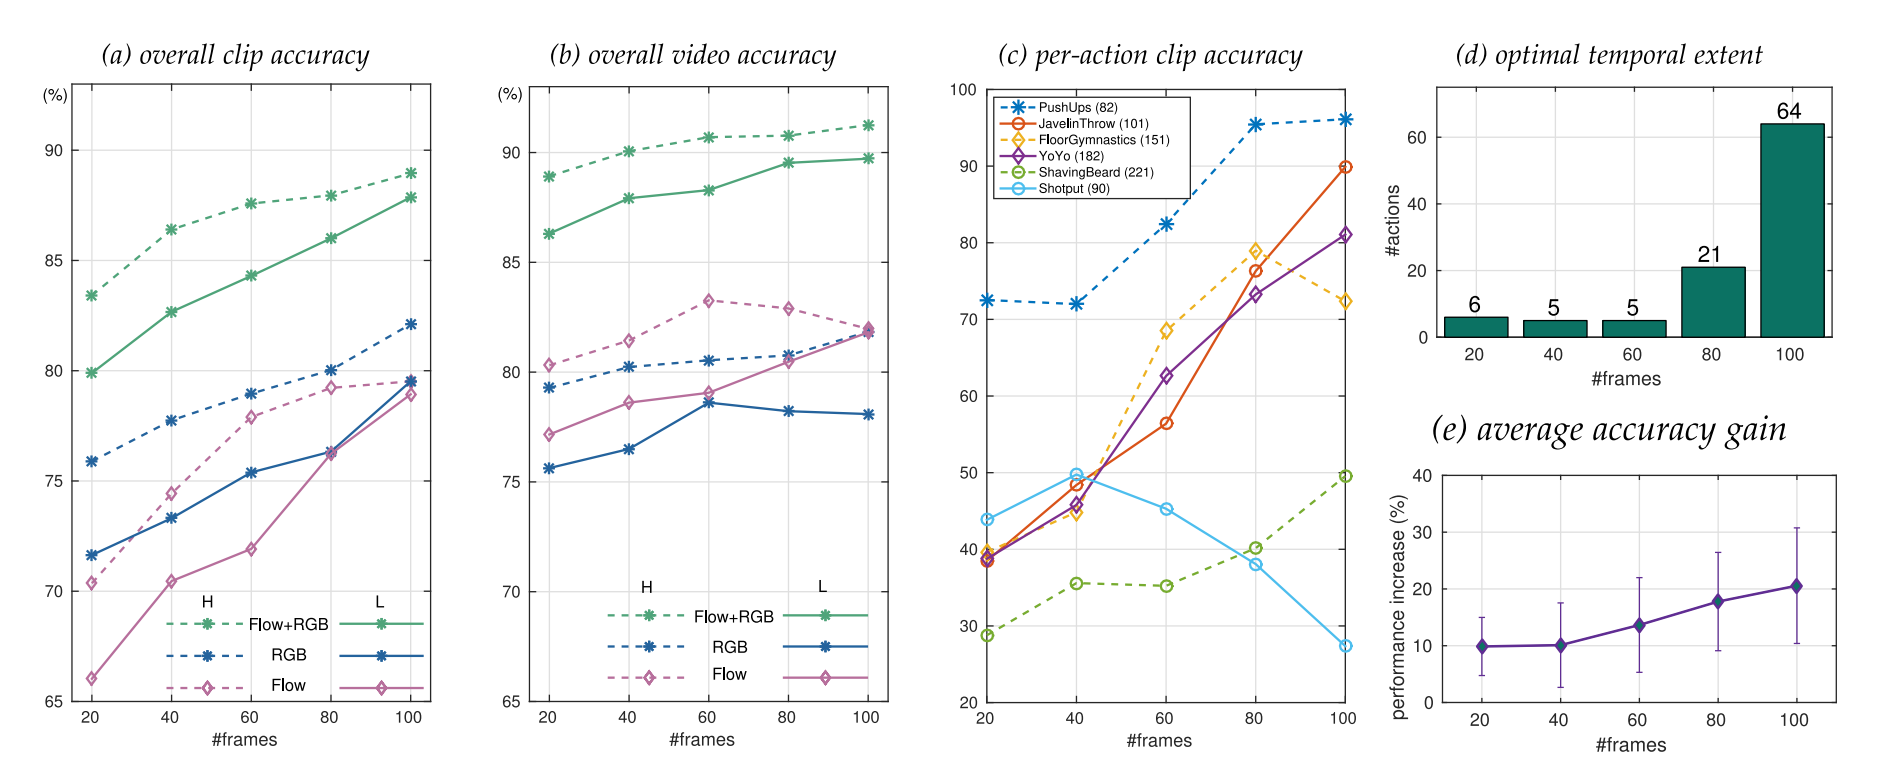 (a) overall clip accuracy
(%)
90
85
80
75
70
65
H L
Flow+RGB
RGB
Flow
20 40 60 80 100
#frames
(b) overall video accuracy
(%)
90
85
80
75
70
65
H L
Flow+RGB
RGB
Flow
20 40 60 80 100
#frames
(c) per-action clip accuracy
100
90
80
70
60
50
40
30
20
PushUps (82)
JavelinThrow (101)
FloorGymnastics (151)
YoYo (182)
ShavingBeard (221)
Shotput (90)
20 40 60 80 100
#frames
(d) optimal temporal extent
#actions
60
40
20
0
6 5 5 21 64
20 40 60 80 100
#frames
(e) average accuracy gain
performance increase (%)
40
30
20
10
0
20 40 60 80 100
#frames